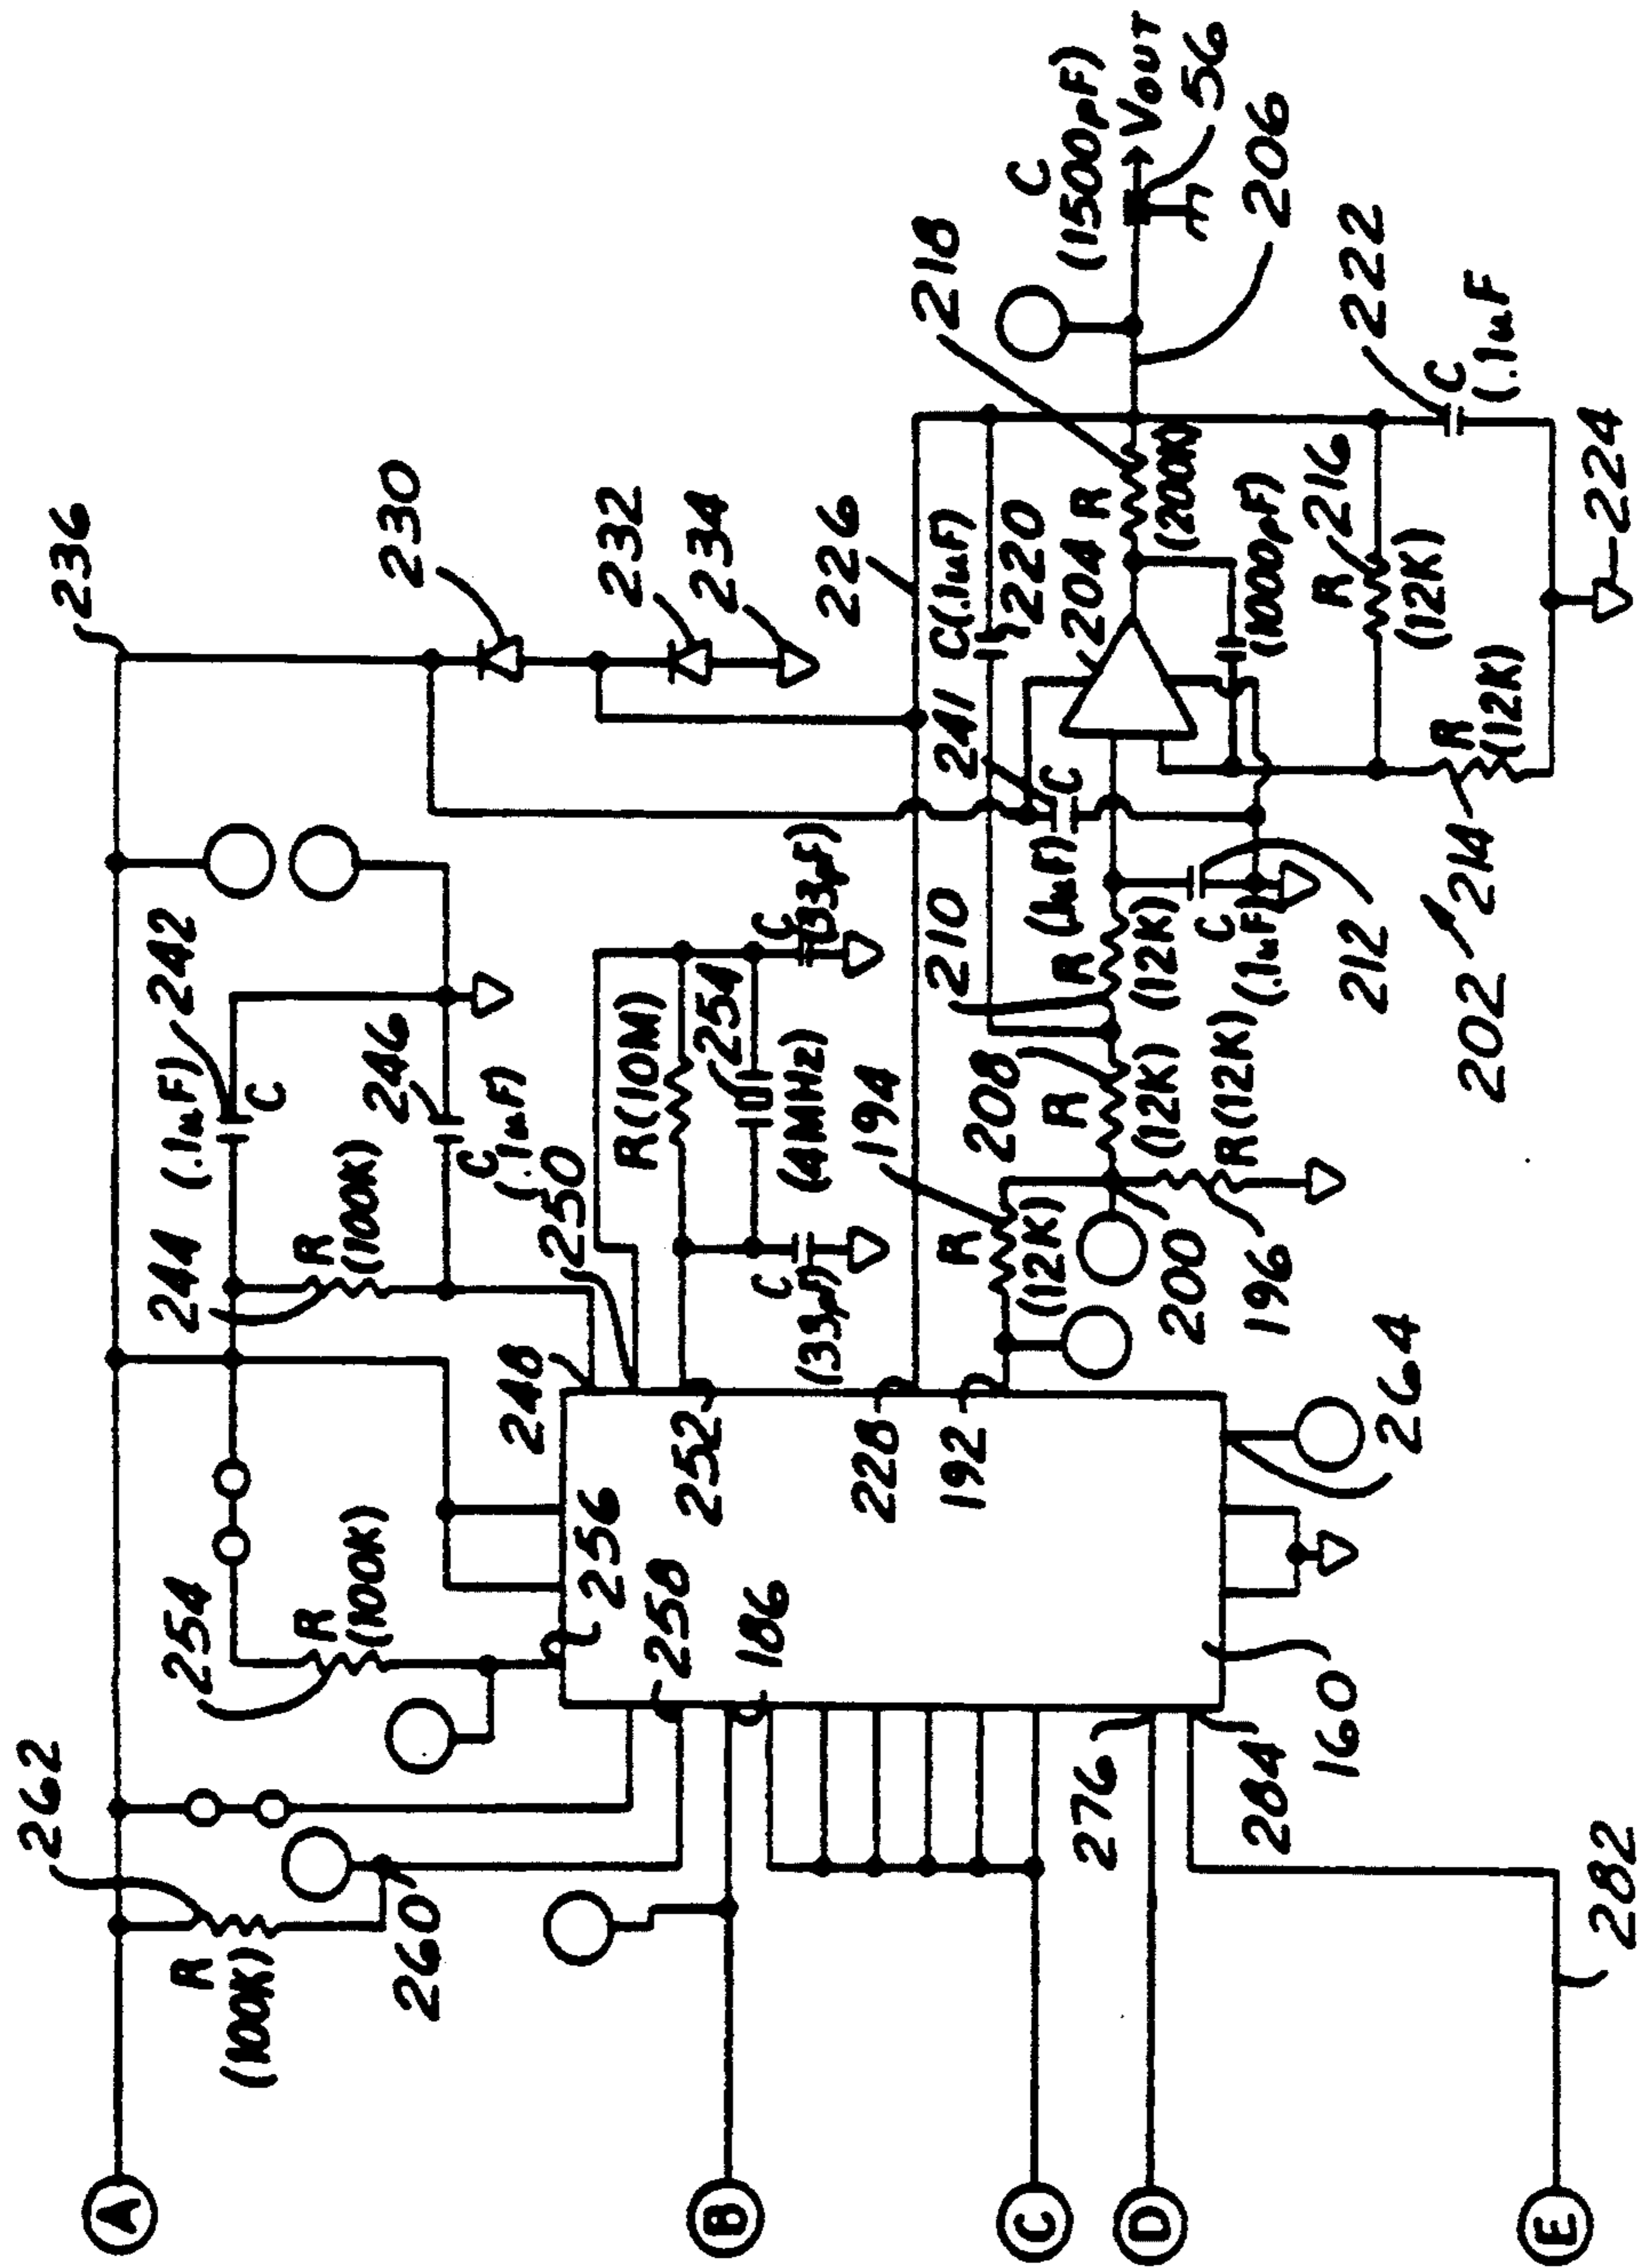 236
230
232
234
226
218
C
(1500pF)
VOUT
56
206
222
C
(.1uF
224
216
R
(12K)
R
(12K)
214
202
(1000pF)
(200K)
R
204
220
C(.1uF)
241
C
210
R
(12K)
C
(.1uF)
212
208
R
(12K)
R(12K)
194
R
(12K)
200
196
242
(.1uF)
C
246
C
(.1uF)
244
R
(100K)
250
R(10M)
254
(4MHz)
C
(33pF)
C
(33pF)
248
252
228
192
264
256
258
186
254
R
(100K)
262
R
(100K)
260
276
284
160
282
A
B
C
D
E